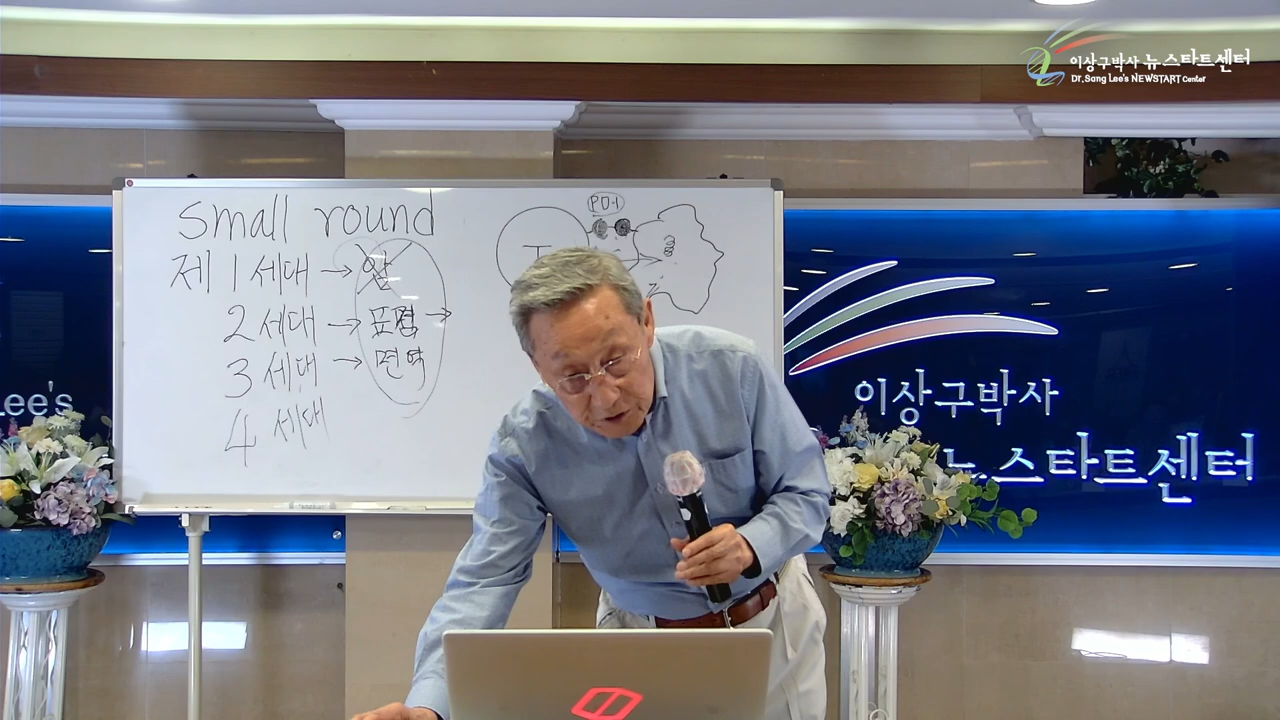 이상구박사 뉴스타트센터
Dr. Sang Lee's NEWSTART Center
small round
제 1 세대 → 암
2 세대 → 표적 →
3 세대 → 면역
4 세대
PD-1
T
Lee's
이상구박사
뉴스타트센터